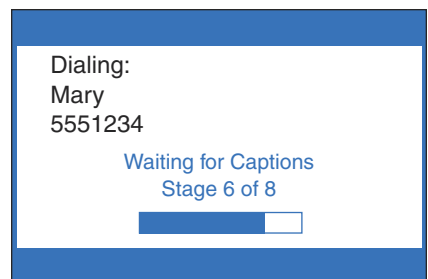 Dialing:
Mary
5551234
Waiting for Captions
Stage 6 of 8